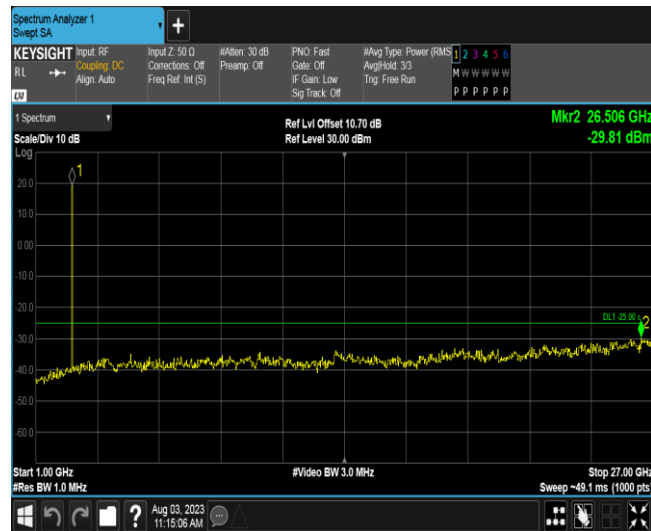 Spectrum Analyzer 1
Swept SA
+
KEYSIGHT
RL
LXI
Input: RF
Coupling: DC
Align: Auto
Input Z: 50 Ω
Corrections: Off
Freq Ref: Int (S)
#Atten: 30 dB
Preamp: Off
PNO: Fast
Gate: Off
IF Gain: Low
Sig Track: Off
#Avg Type: Power (RMS
Avg|Hold: 3/3
Trig: Free Run
1 2 3 4 5 6
M W W W W W
P P P P P P
1 Spectrum
Scale/Div 10 dB
Log
Ref Lvl Offset 10.70 dB
Ref Level 30.00 dBm
Mkr2 26.506 GHz
-29.81 dBm
1
20.0
10.0
0.00
-10.0
-20.0
DL1 -25.00
2
-30.0
-40.0
-50.0
-60.0
Start 1.00 GHz
#Res BW 1.0 MHz
#Video BW 3.0 MHz
Stop 27.00 GHz
Sweep ~49.1 ms (1000 pts
?
Aug 03, 2023
11:15:06 AM